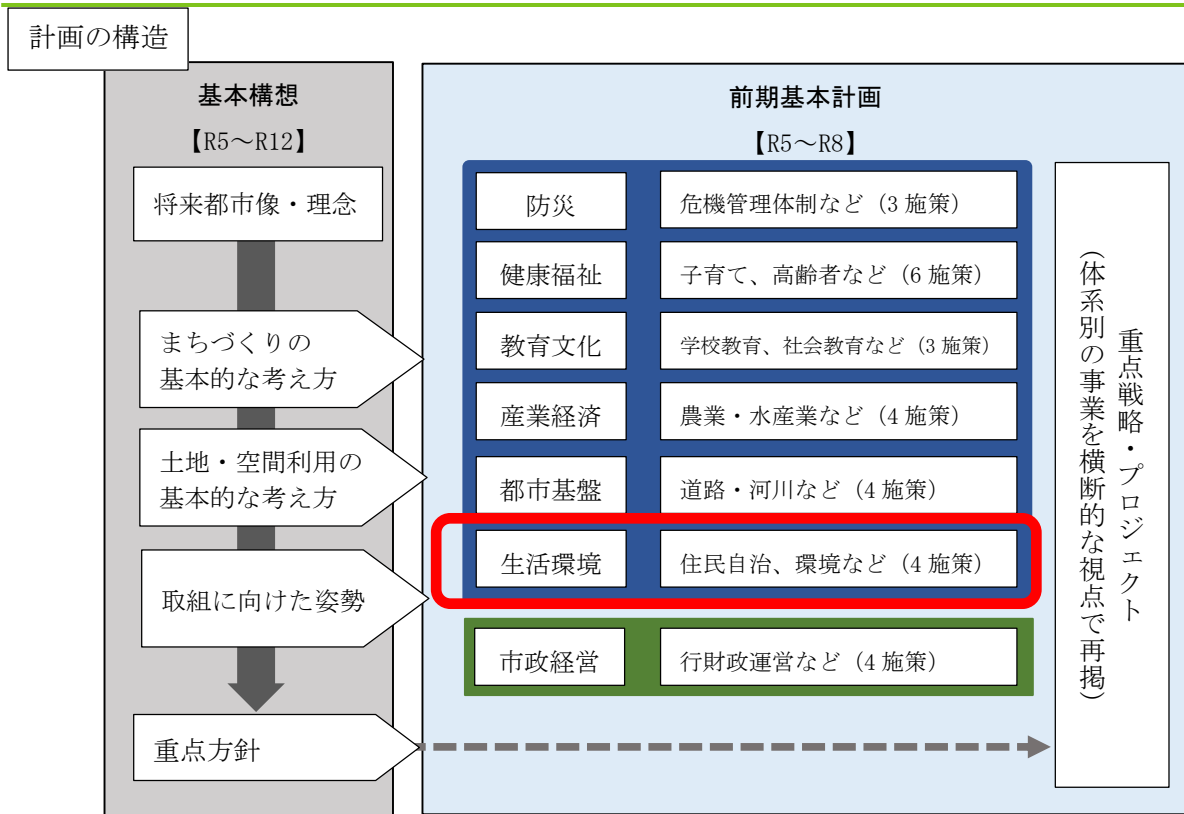 計画の構造
基本構想
【R5～R12】
将来都市像・理念
まちづくりの
基本的な考え方
土地・空間利用の
基本的な考え方
取組に向けた姿勢
重点方針
前期基本計画
【R5～R8】
防災
危機管理体制など（3 施策）
健康福祉
子育て、高齢者など（6 施策）
教育文化
学校教育、社会教育など（3 施策）
産業経済
農業・水産業など（4 施策）
都市基盤
道路・河川など（4 施策）
生活環境
住民自治、環境など（4 施策）
市政経営
行財政運営など（4 施策）
重点戦略・プロジェクト
（体系別の事業を横断的な視点で再掲）